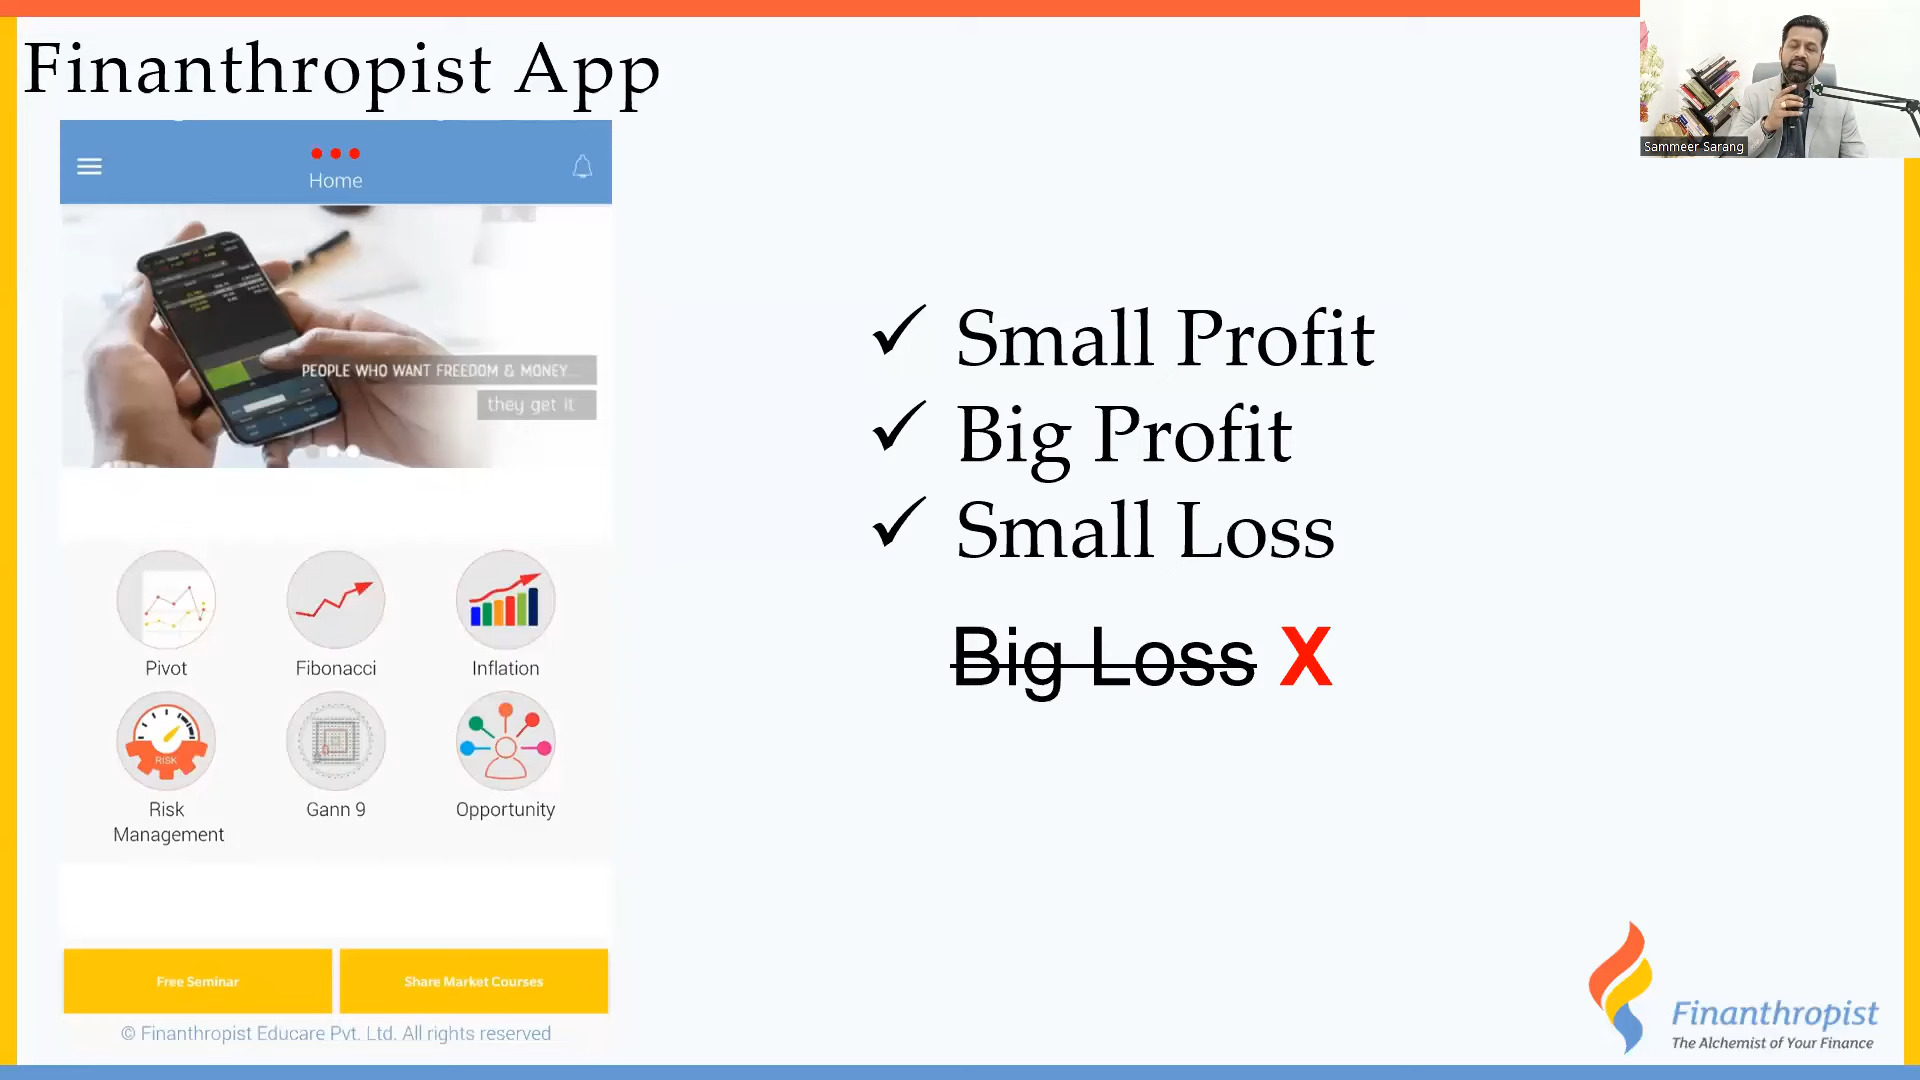 Finanthropist App
Sammeer Sarang
Home
PEOPLE WHO WANT FREEDOM & MONEY...
they get it
Pivot
Fibonacci
Inflation
RISK
Risk
Management
Gann 9
Opportunity
Free Seminar
Share Market Courses
© Finanthropist Educare Pvt. Ltd. All rights reserved
Small Profit
Big Profit
Small Loss
Big Loss X
Finanthropist
The Alchemist of Your Finance